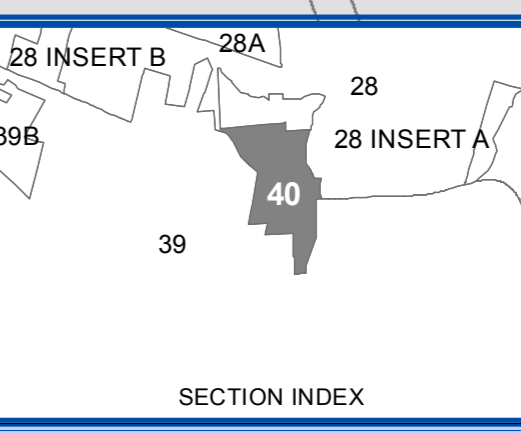 28A
28 INSERT B
28
28 INSERT A
39B
40
39
SECTION INDEX